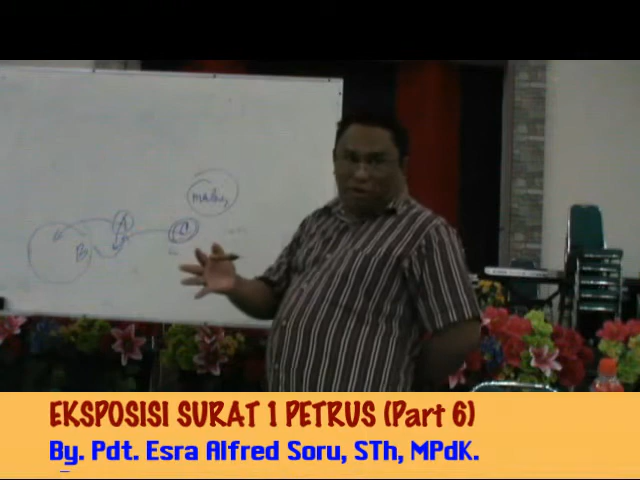 A
B
EKSPOSISI SURAT 1 PETRUS (Part 6)
By. Pdt. Esra Alfred Soru, STh, MPdK.